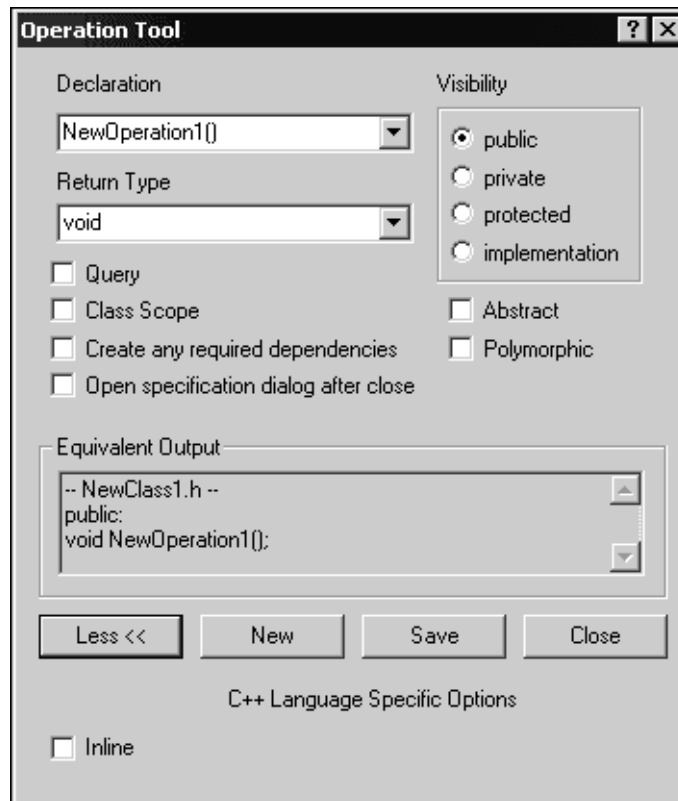 Operation Tool
Declaration
Visibility
NewOperation1()
public
Return Type
private
void
protected
implementation
Query
Class Scope
Abstract
Create any required dependencies
Polymorphic
Open specification dialog after close
Equivalent Output
-- NewClass1.h --
public:
void NewOperation1();
Less <<
New
Save
Close
C++ Language Specific Options
Inline